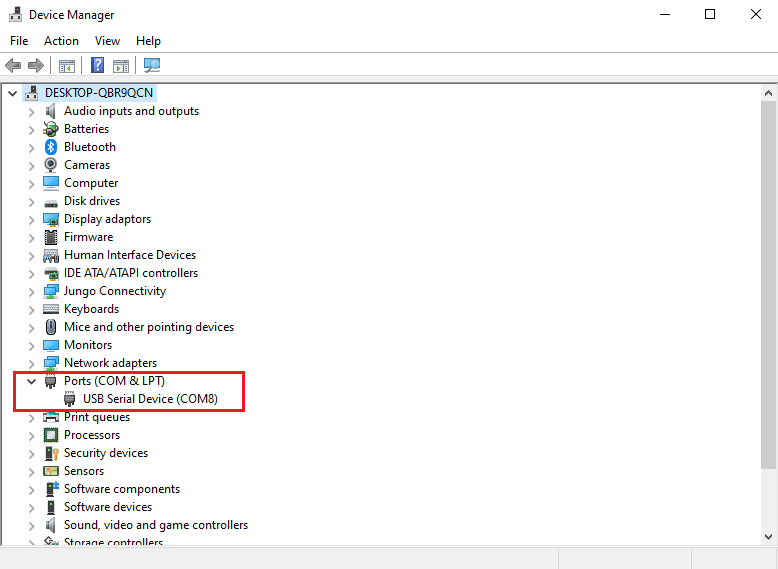 Device Manager
File Action View Help
DESKTOP-QBR9QCN
Audio inputs and outputs
Batteries
Bluetooth
Cameras
Computer
Disk drives
Display adaptors
Firmware
Human Interface Devices
IDE ATA/ATAPI controllers
Jungo Connectivity
Keyboards
Mice and other pointing devices
Monitors
Network adapters
Ports (COM & LPT)
USB Serial Device (COM8)
Print queues
Processors
Security devices
Sensors
Software components
Software devices
Sound, video and game controllers
Storage controllers